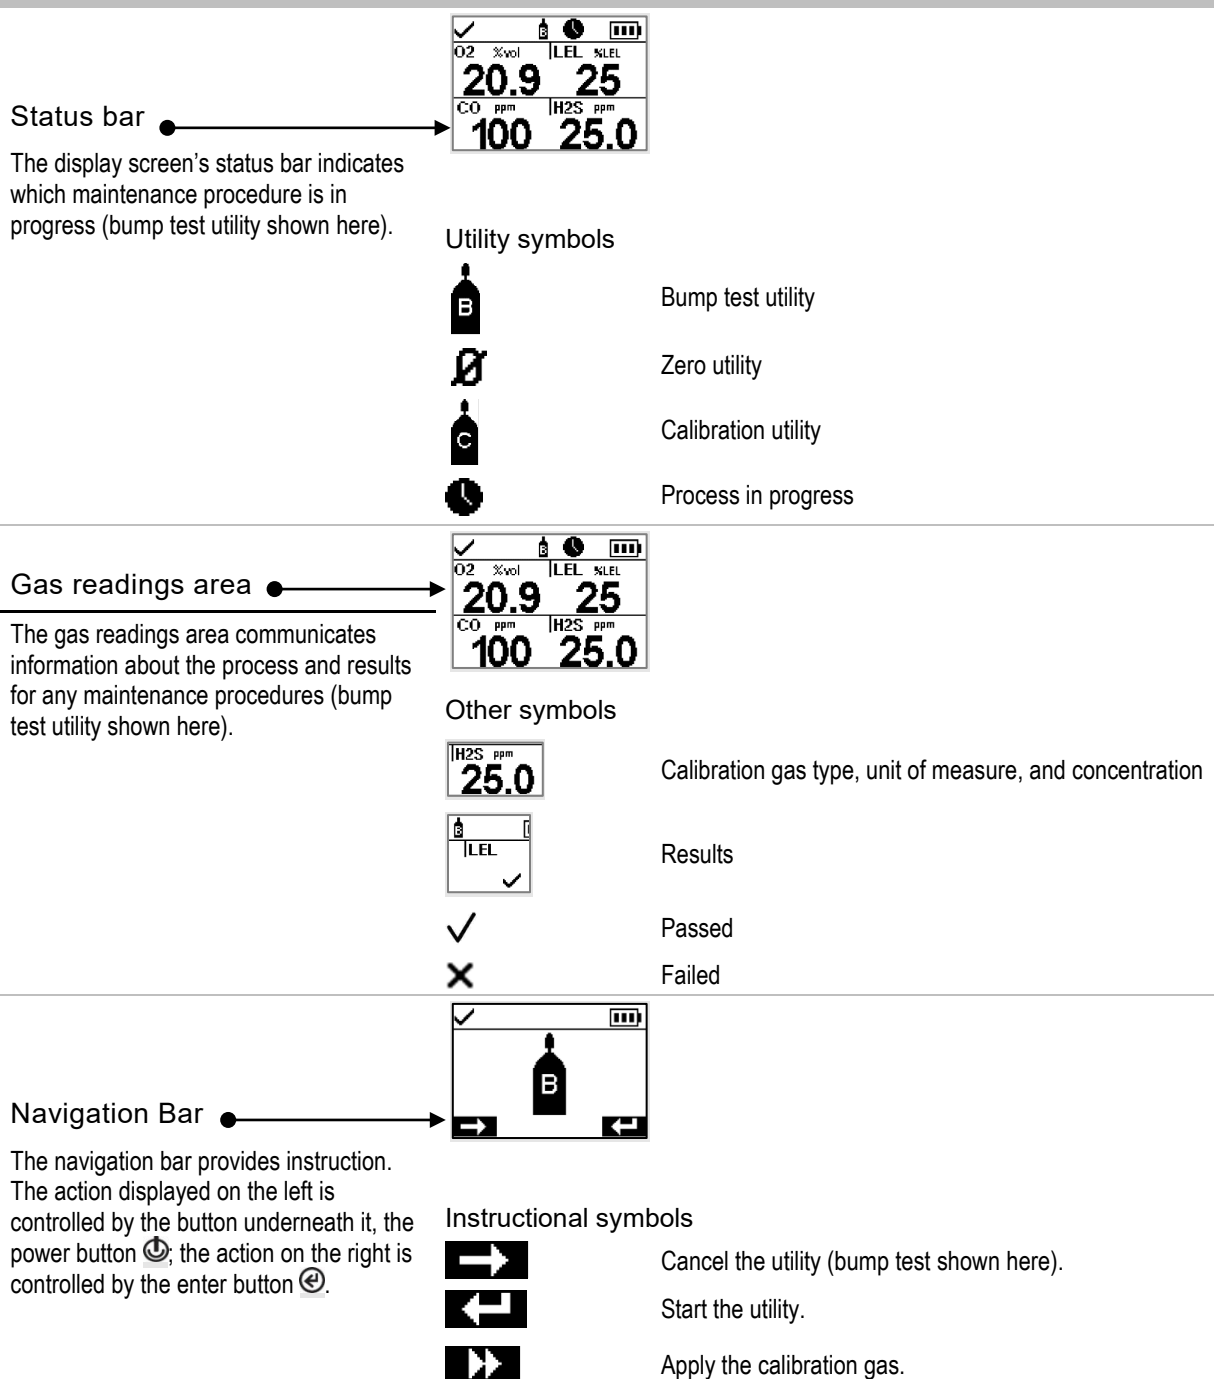 O2 %vol LEL %LEL
20.9 25
CO ppm H2S ppm
100 25.0
Status bar
The display screen’s status bar indicates
which maintenance procedure is in
progress (bump test utility shown here).
Utility symbols
B Bump test utility
Zero utility
C Calibration utility
Process in progress
B
O2 %vol LEL %LEL
20.9 25
CO ppm H2S ppm
100 25.0
Gas readings area
The gas readings area communicates
information about the process and results
for any maintenance procedures (bump
test utility shown here).
Other symbols
H2S ppm
25.0
Calibration gas type, unit of measure, and concentration
B
LEL
Results
Passed
Failed
B
Navigation Bar
The navigation bar provides instruction.
The action displayed on the left is
controlled by the button underneath it, the
power button ; the action on the right is
controlled by the enter button .
Instructional symbols
Cancel the utility (bump test shown here).
Start the utility.
Apply the calibration gas.